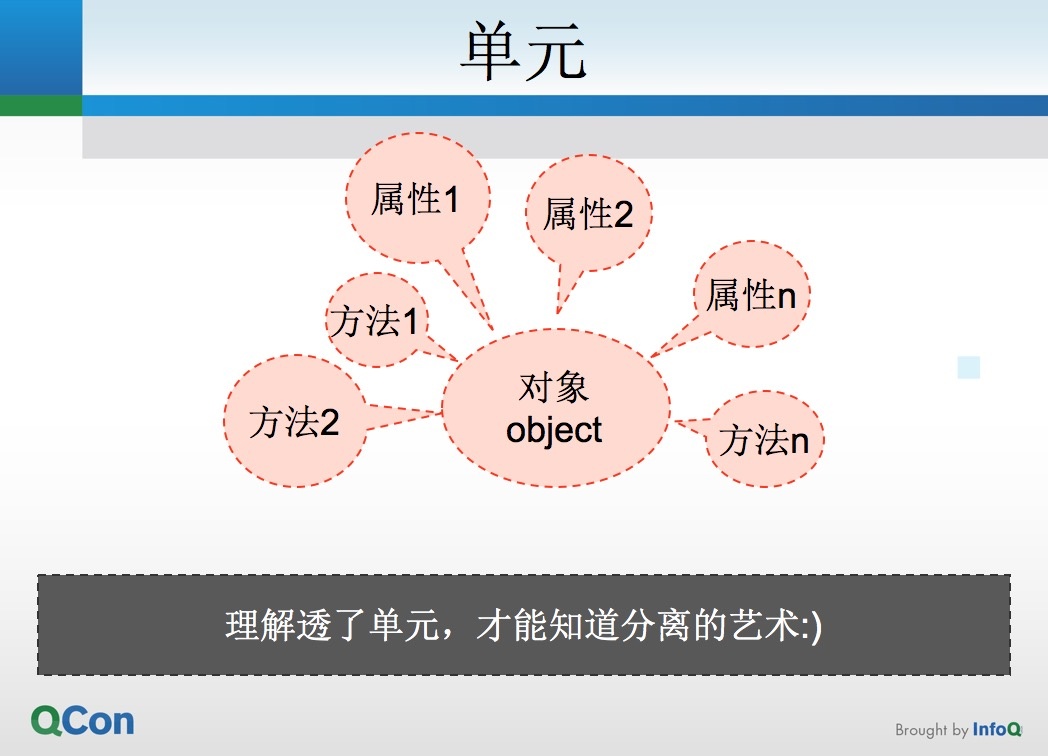 单元
属性1
属性2
属性n
方法1
方法2
方法n
对象
object
理解透了单元，才能知道分离的艺术:)
QCon
Brought by InfoQ